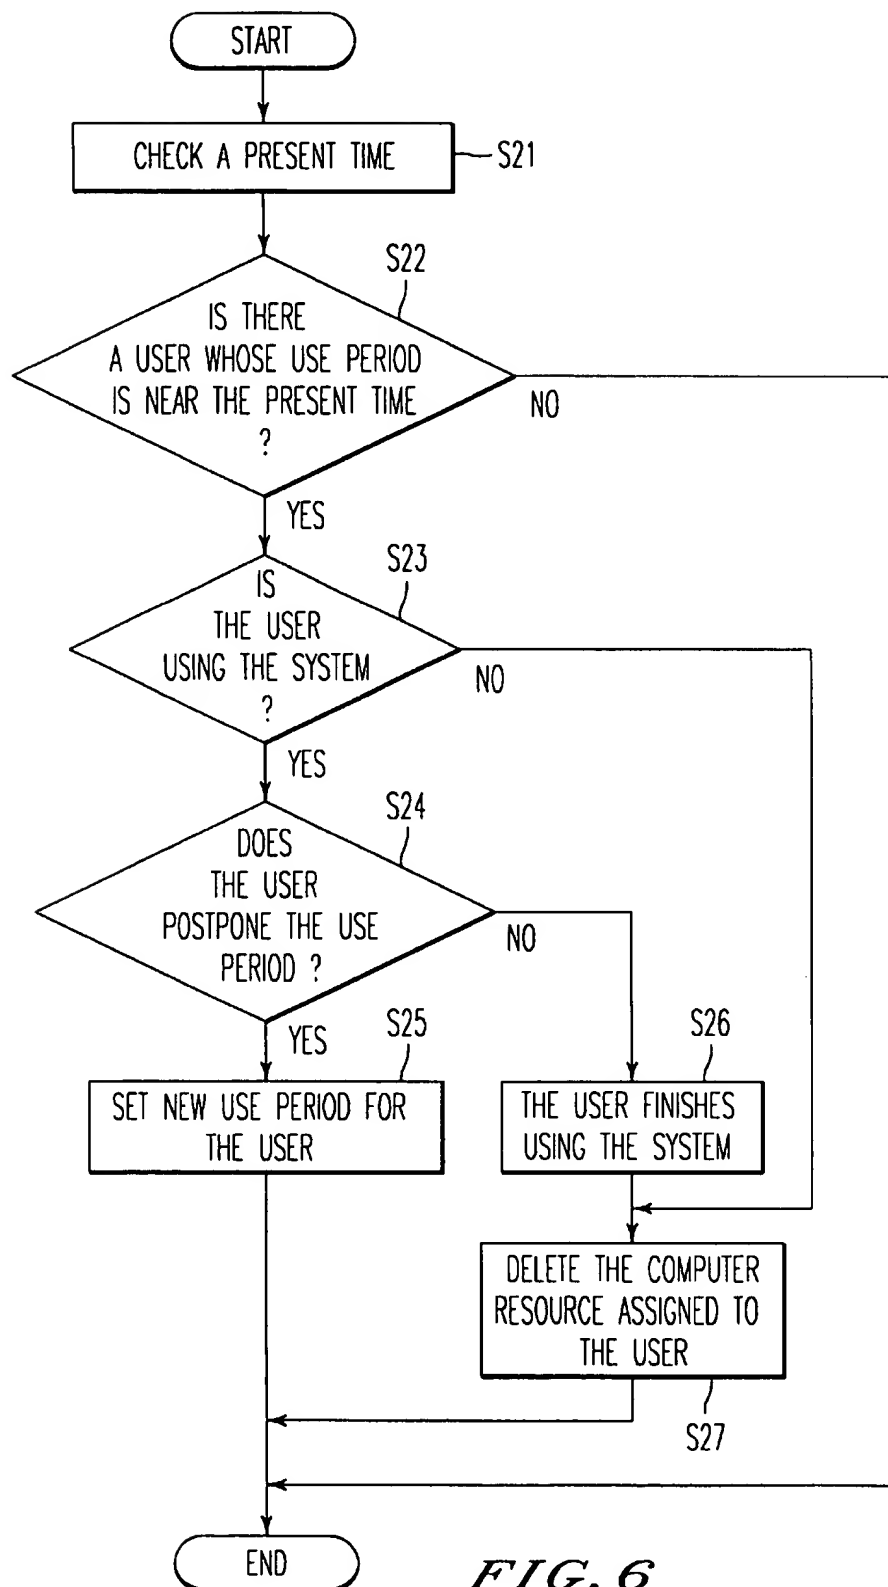 START
CHECK A PRESENT TIME
S21
S22
IS THERE
A USER WHOSE USE PERIOD
IS NEAR THE PRESENT TIME
?
NO
YES
S23
IS
THE USER
USING THE SYSTEM
?
NO
YES
S24
DOES
THE USER
POSTPONE THE USE
PERIOD ?
NO
YES
S25
SET NEW USE PERIOD FOR
THE USER
S26
THE USER FINISHES
USING THE SYSTEM
DELETE THE COMPUTER
RESOURCE ASSIGNED TO
THE USER
S27
END
FIG. 6